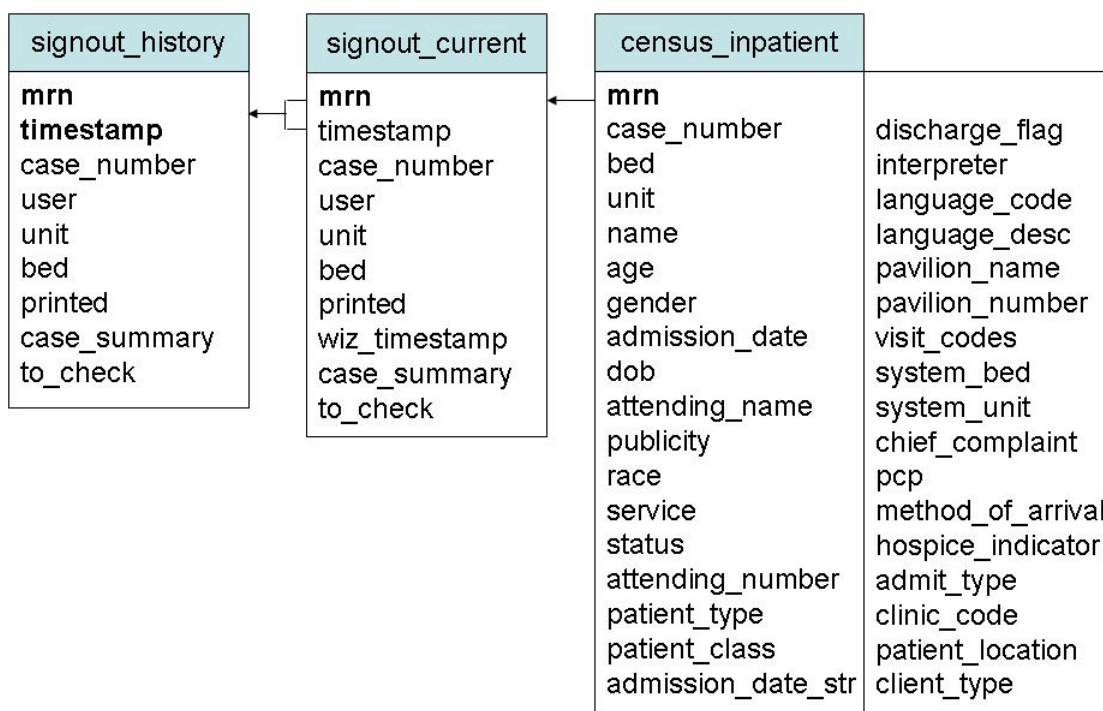 signout_history
mrn
timestamp
case_number
user
unit
bed
printed
case_summary
to_check
signout_current
mrn
timestamp
case_number
user
unit
bed
printed
wiz_timestamp
case_summary
to_check
census_inpatient
mrn
case_number
bed
unit
name
age
gender
admission_date
dob
attending_name
publicity
race
service
status
attending_number
patient_type
patient_class
admission_date_str
discharge_flag
interpreter
language_code
language_desc
pavilion_name
pavilion_number
visit_codes
system_bed
system_unit
chief_complaint
pcp
method_of_arrival
hospice_indicator
admit_type
clinic_code
patient_location
client_type